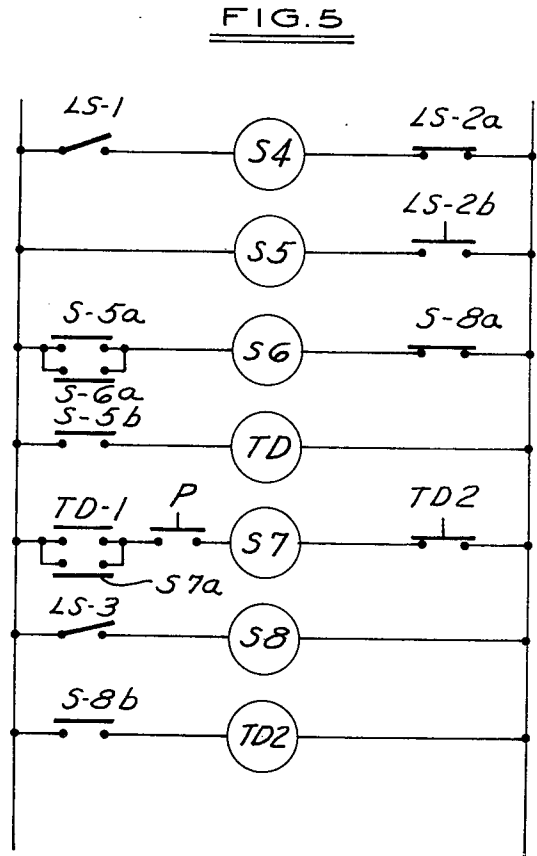 FIG.5
LS-1
S4
LS-2a
S5
LS-2b
S-5a
S-6a
S6
S-8a
S-5b
TD
TD-1
S7a
P
S7
TD2
LS-3
S8
S-8b
TD2